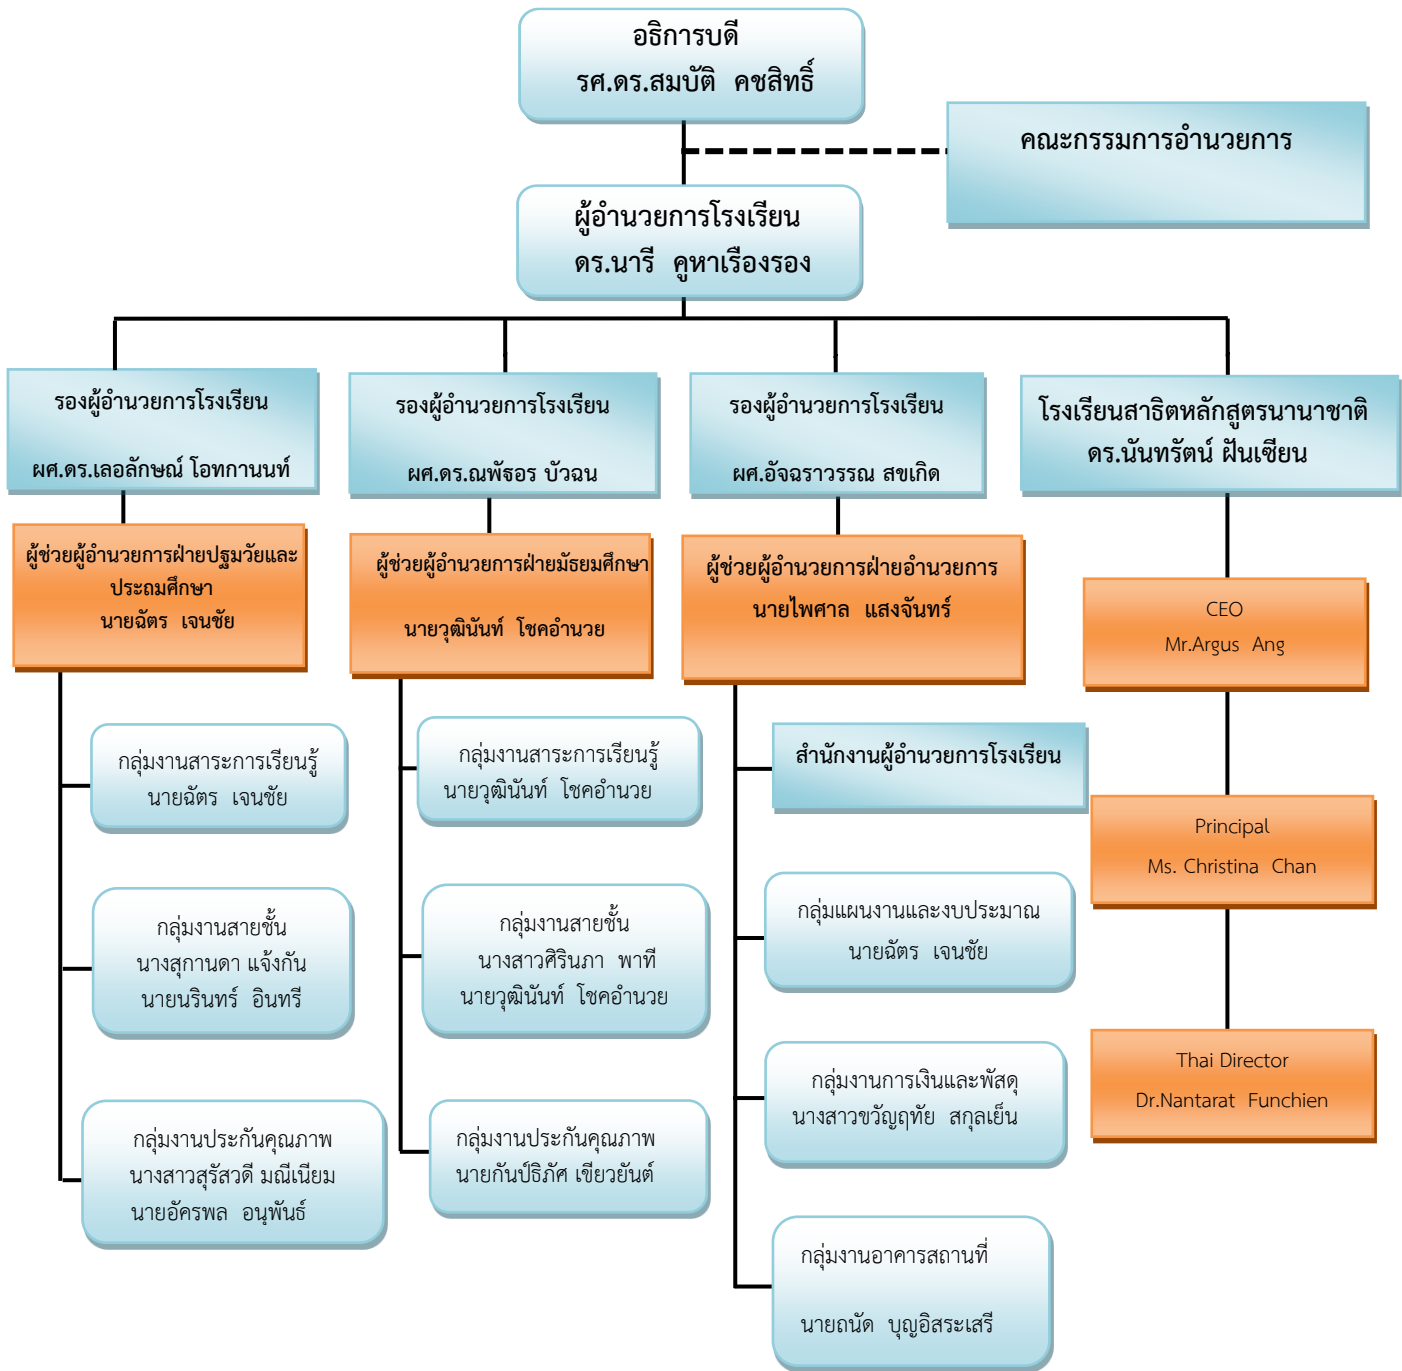 อธิการบดี
รศ.ดร.สมบัติ คชสิทธิ์
คณะกรรมการอำนวยการ
ผู้อำนวยการโรงเรียน
ดร.นารี คูหาเรืองรอง
รองผู้อำนวยการโรงเรียน
ผศ.ดร.เลอลักษณ์ โอทกานนท์
รองผู้อำนวยการโรงเรียน
ผศ.ดร.ณพัฐอร บัวฉน
รองผู้อำนวยการโรงเรียน
ผศ.อัจฉราวรรณ สขเกิด
โรงเรียนสาธิตหลักสูตรนานาชาติ
ดร.นันทรัตน์ ฝันเซียน
ผู้ช่วยผู้อำนวยการฝ่ายปฐมวัยและ
ประถมศึกษา
นายฉัตร เจนชัย
ผู้ช่วยผู้อำนวยการฝ่ายมัธยมศึกษา
นายวุฒินันท์ โชคอำนวย
ผู้ช่วยผู้อำนวยการฝ่ายอำนวยการ
นายไพศาล แสงจันทร์
CEO
Mr.Argus Ang
กลุ่มงานสาระการเรียนรู้
นายฉัตร เจนชัย
กลุ่มงานสายชั้น
นางสุกานดา แจ้งกัน
นายนรินทร์ อินทรี
กลุ่มงานประกันคุณภาพ
นางสาวสุรัสวดี มณีเนียม
นายอัครพล อนุพันธ์
กลุ่มงานสาระการเรียนรู้
นายวุฒินันท์ โชคอำนวย
กลุ่มงานสายชั้น
นางสาวศิรินภา พาที
นายวุฒินันท์ โชคอำนวย
กลุ่มงานประกันคุณภาพ
นายกันป์ธิภัศ เขียวยันต์
สำนักงานผู้อำนวยการโรงเรียน
กลุ่มแผนงานและงบประมาณ
นายฉัตร เจนชัย
กลุ่มงานการเงินและพัสดุ
นางสาวขวัญฤทัย สกุลเย็น
กลุ่มงานอาคารสถานที่
นายถนัด บุญอิสระเสรี
Principal
Ms. Christina Chan
Thai Director
Dr.Nantarat Funchien